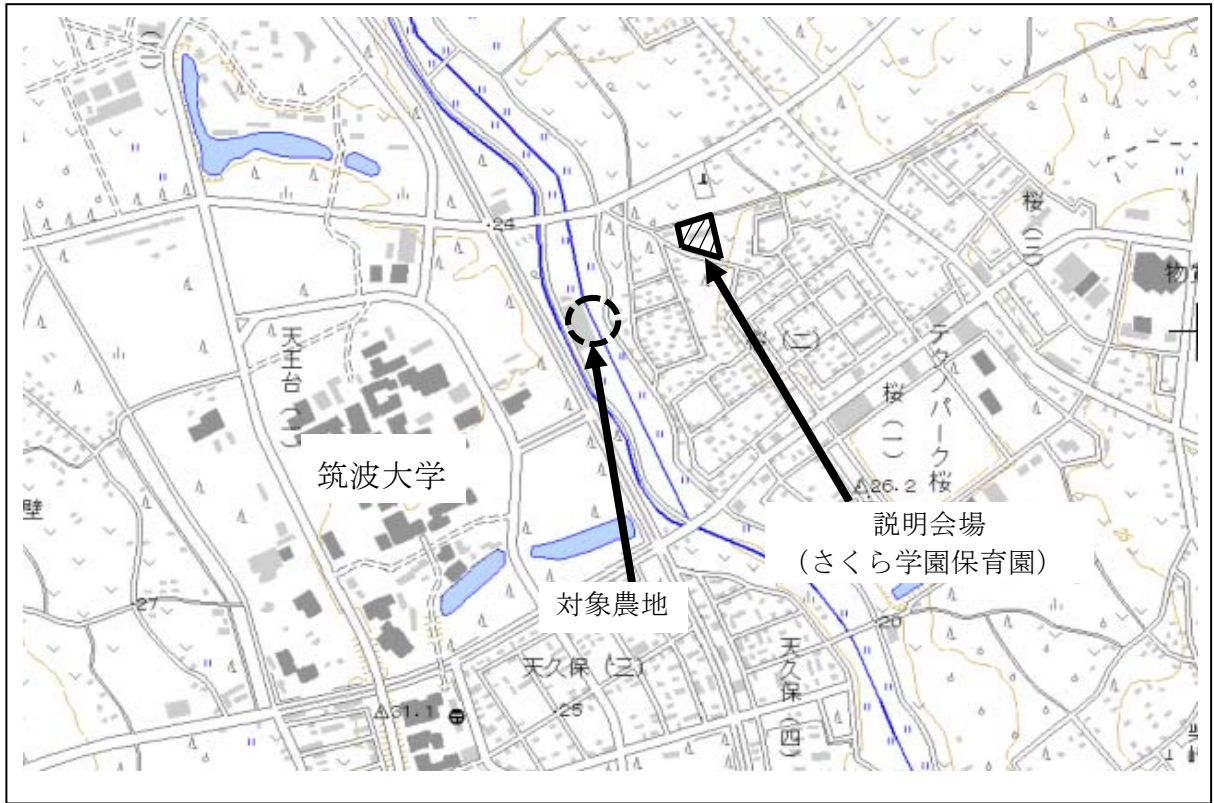 (二)
・24
桜(三)
物
(二)
テクノパーク桜
桜(一)
天王台(一)
筑波大学
壁
26.2
説明会場
(さくら学園保育園)
対象農地
・27
20
天久保(三)
天久保(四)
31.1
・25